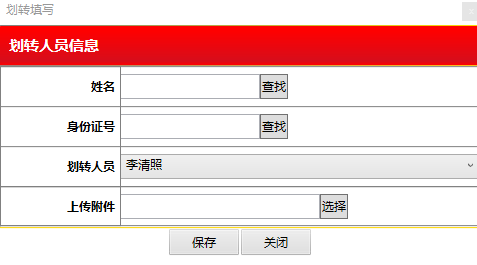 划转填写
划转人员信息
姓名 查找
身份证号 查找
划转人员 李清照
上传附件 选择
保存 关闭